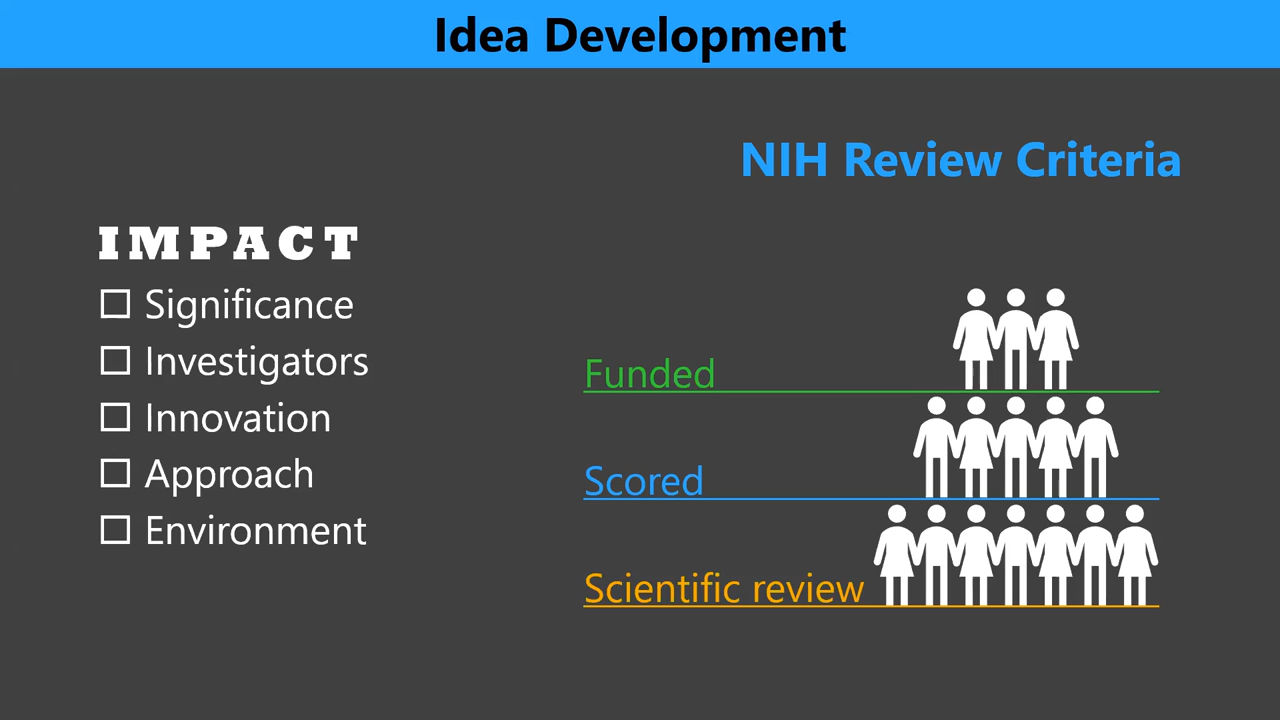 Idea Development
NIH Review Criteria
IMPACT
Significance
Investigators
Innovation
Approach
Environment
Funded
Scored
Scientific review